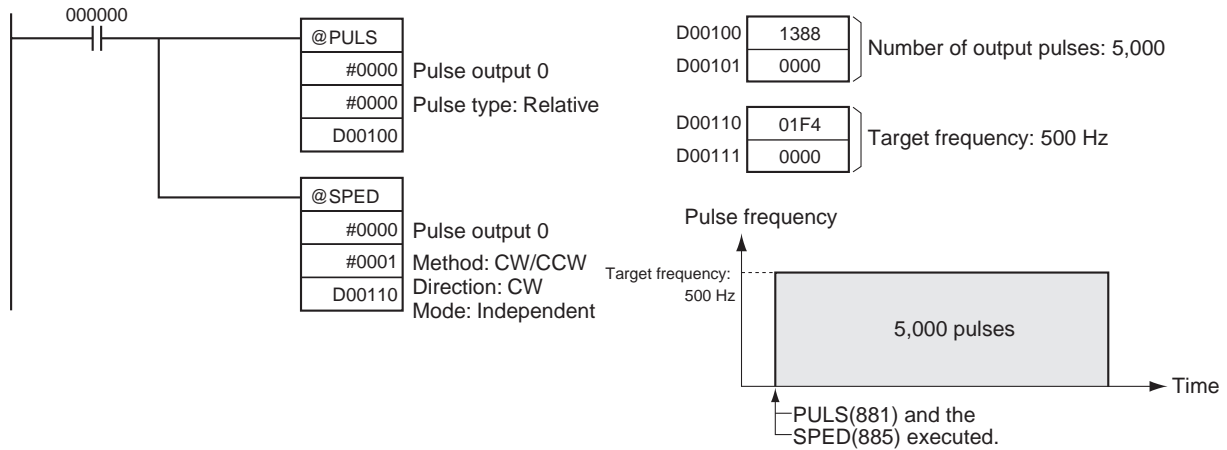 000000
@PULS
#0000 Pulse output 0
#0000 Pulse type: Relative
D00100
@SPED
#0000 Pulse output 0
#0001 Method: CW/CCW
Direction: CW
D00110
Mode: Independent
D00100 1388
D00101 0000
Number of output pulses: 5,000
D00110 01F4
D00111 0000
Target frequency: 500 Hz
Pulse frequency
Target frequency:
500 Hz
5,000 pulses
Time
PULS(881) and the
SPED(885) executed.